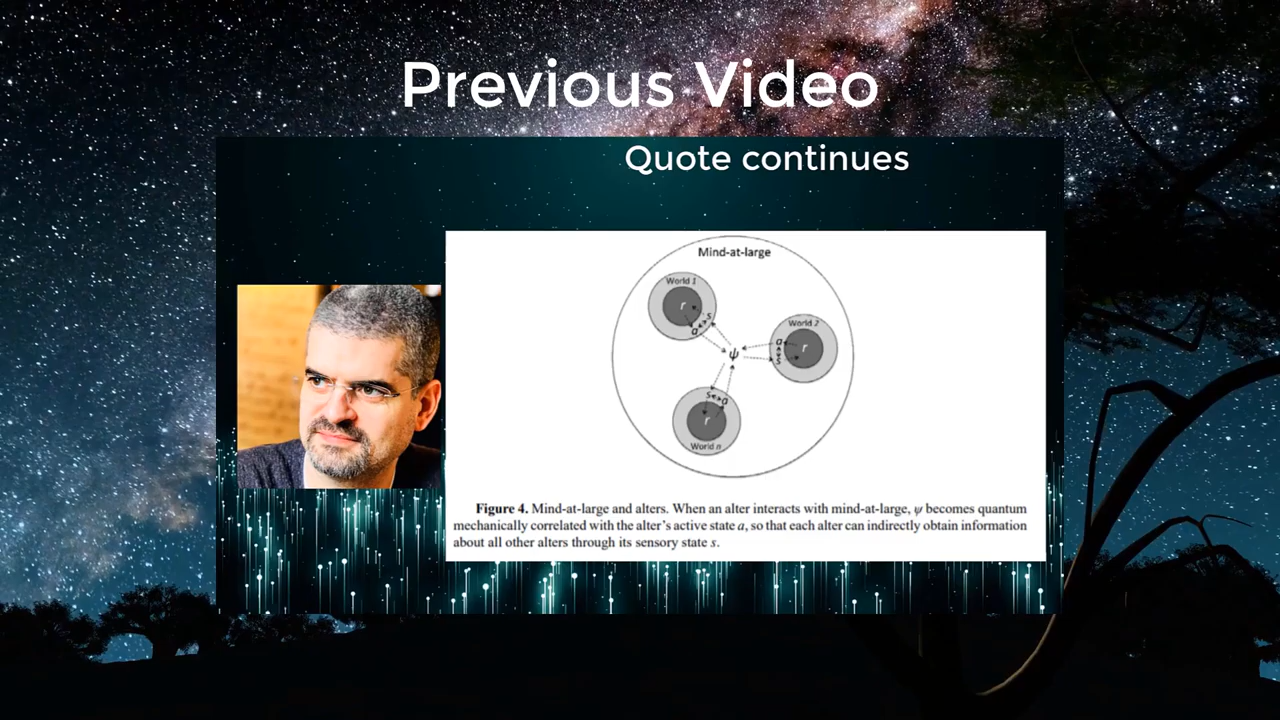 Previous Video
Quote continues
Mind-at-large
World 1
r
s
a
World 2
a
r
s
ψ
s
a
r
World n
Figure 4. Mind-at-large and alters. When an alter interacts with mind-at-large, ψ becomes quantum
mechanically correlated with the alter's active state a, so that each alter can indirectly obtain information
about all other alters through its sensory state s.